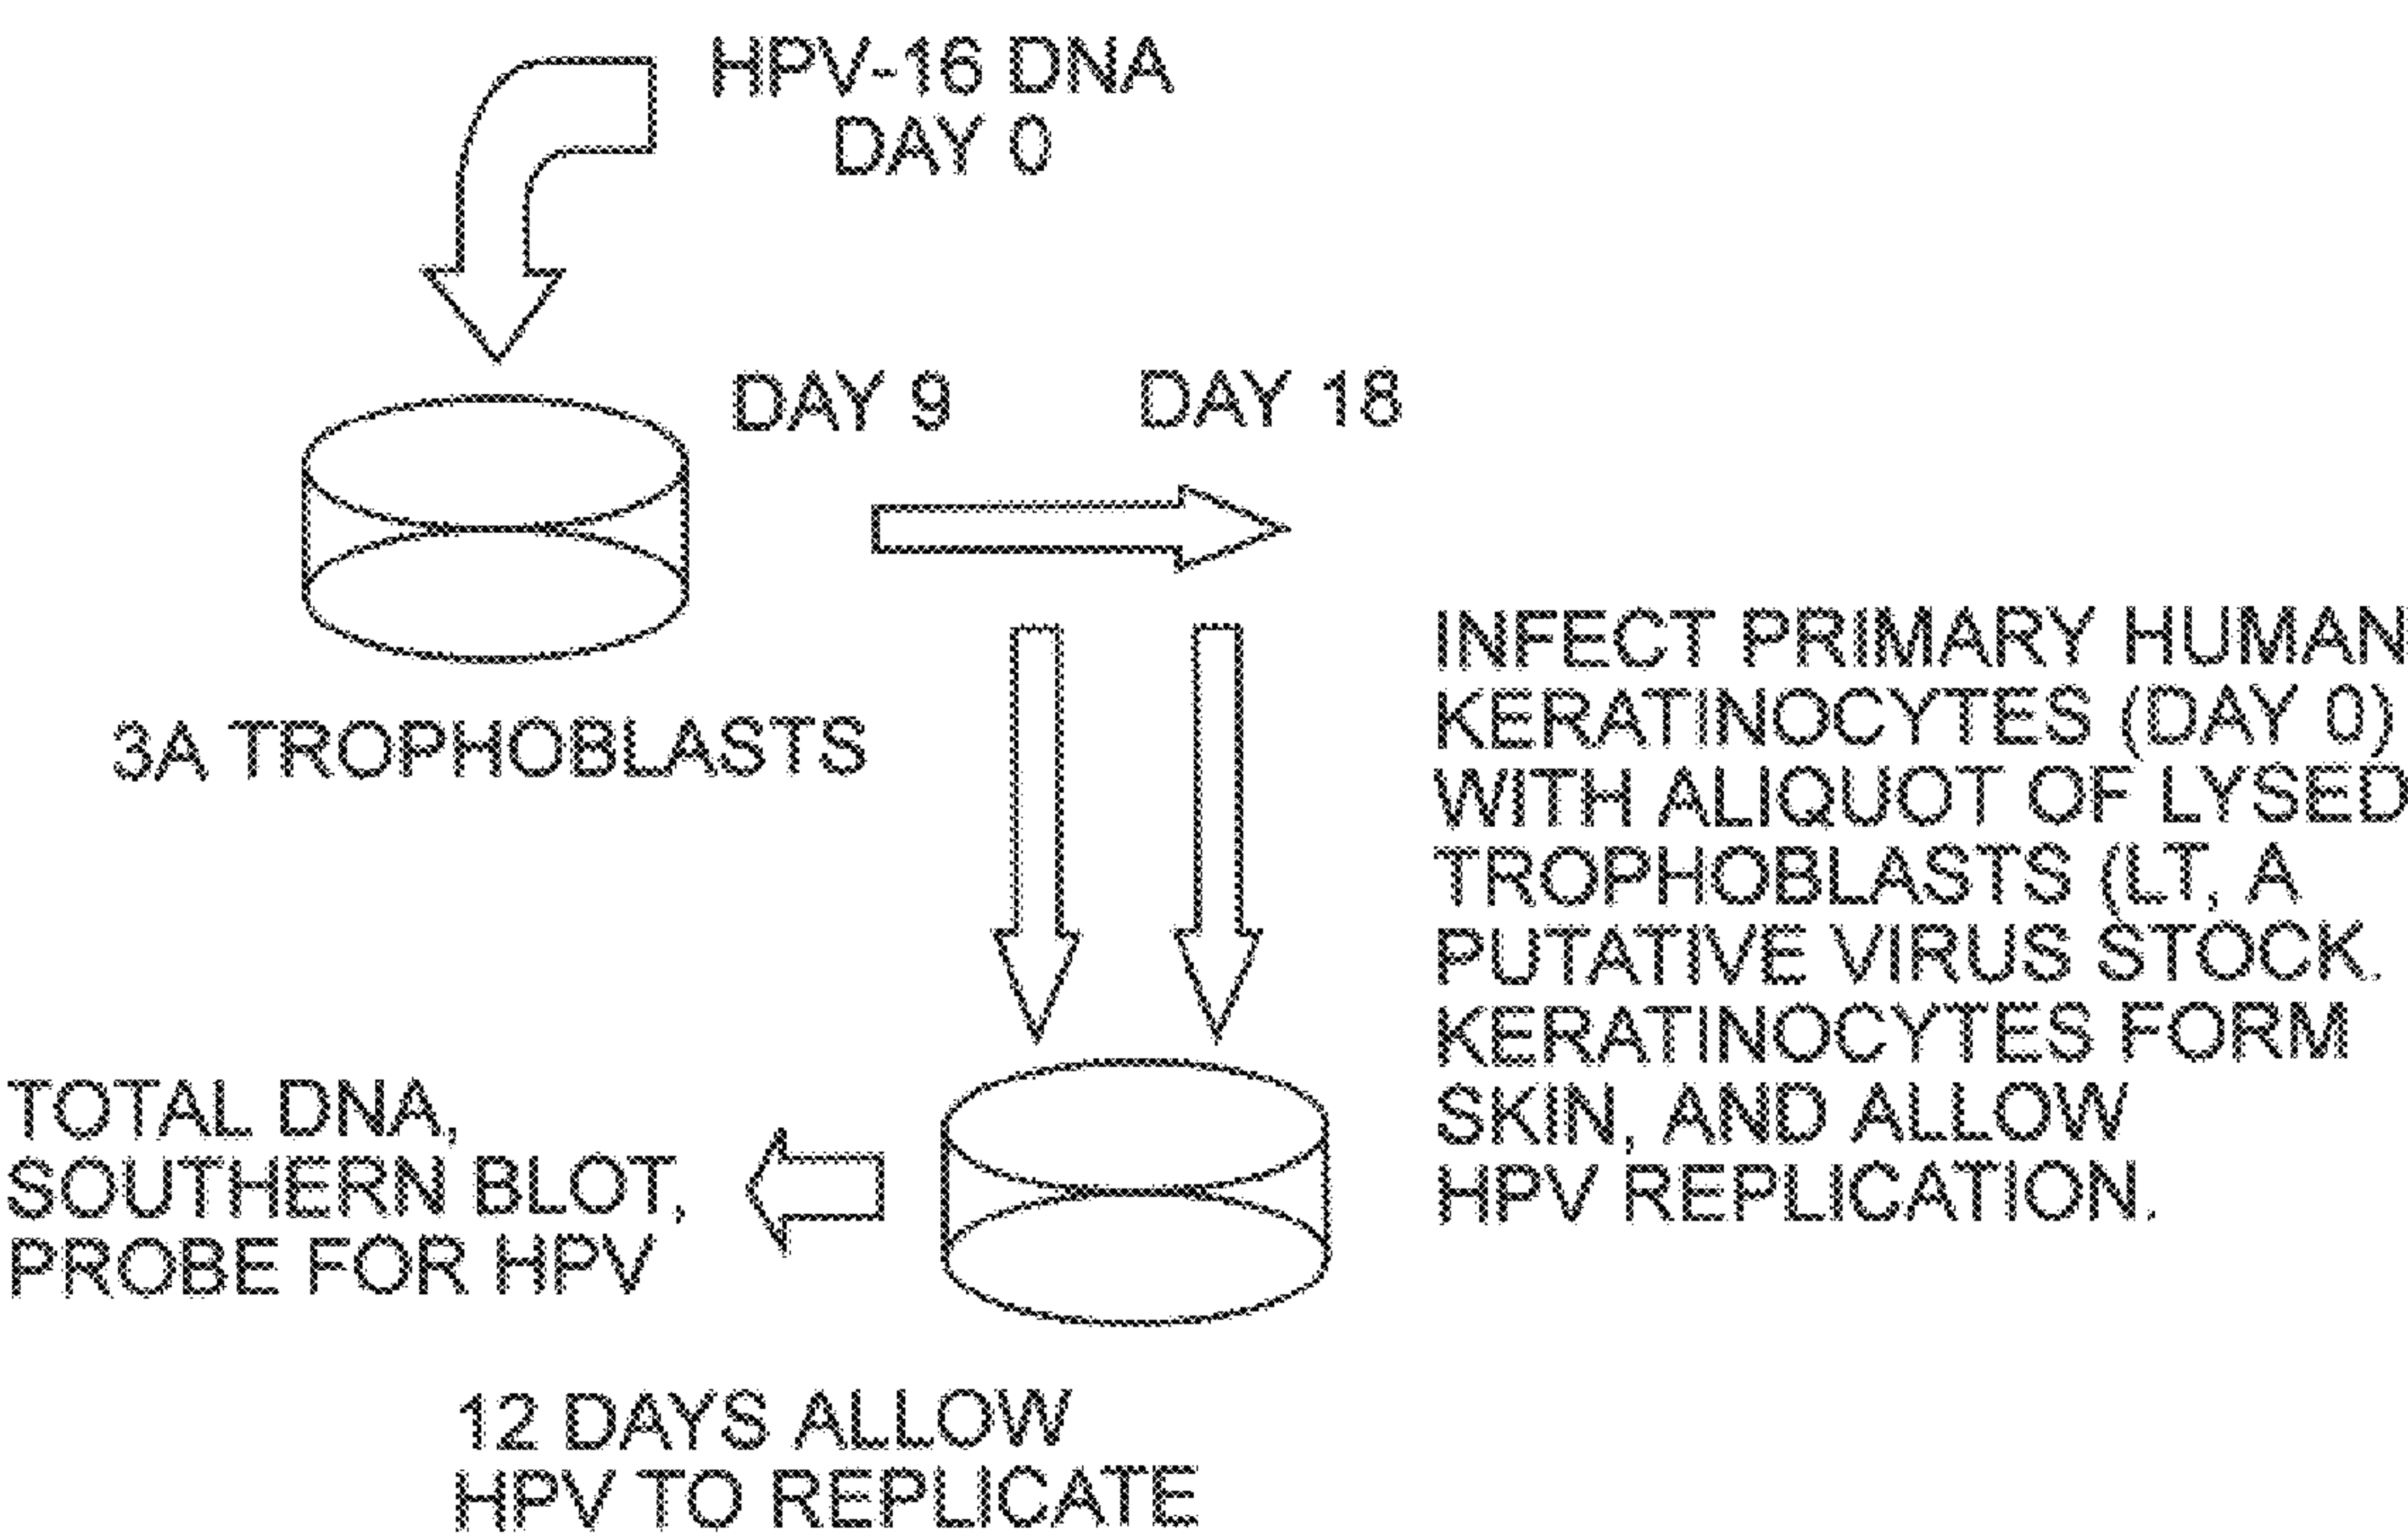 HPV-16 DNA
DAY 0
DAY 9
DAY 18
3A TROPHOBLASTS
INFECT PRIMARY HUMAN
KERATINOCYTES (DAY 0)
WITH ALIQUOT OF LYSED
TROPHOBLASTS (LT, A
PUTATIVE VIRUS STOCK.
KERATINOCYTES FORM
SKIN, AND ALLOW
HPV REPLICATION.
TOTAL DNA,
SOUTHERN BLOT,
PROBE FOR HPV
12 DAYS ALLOW
HPV TO REPLICATE